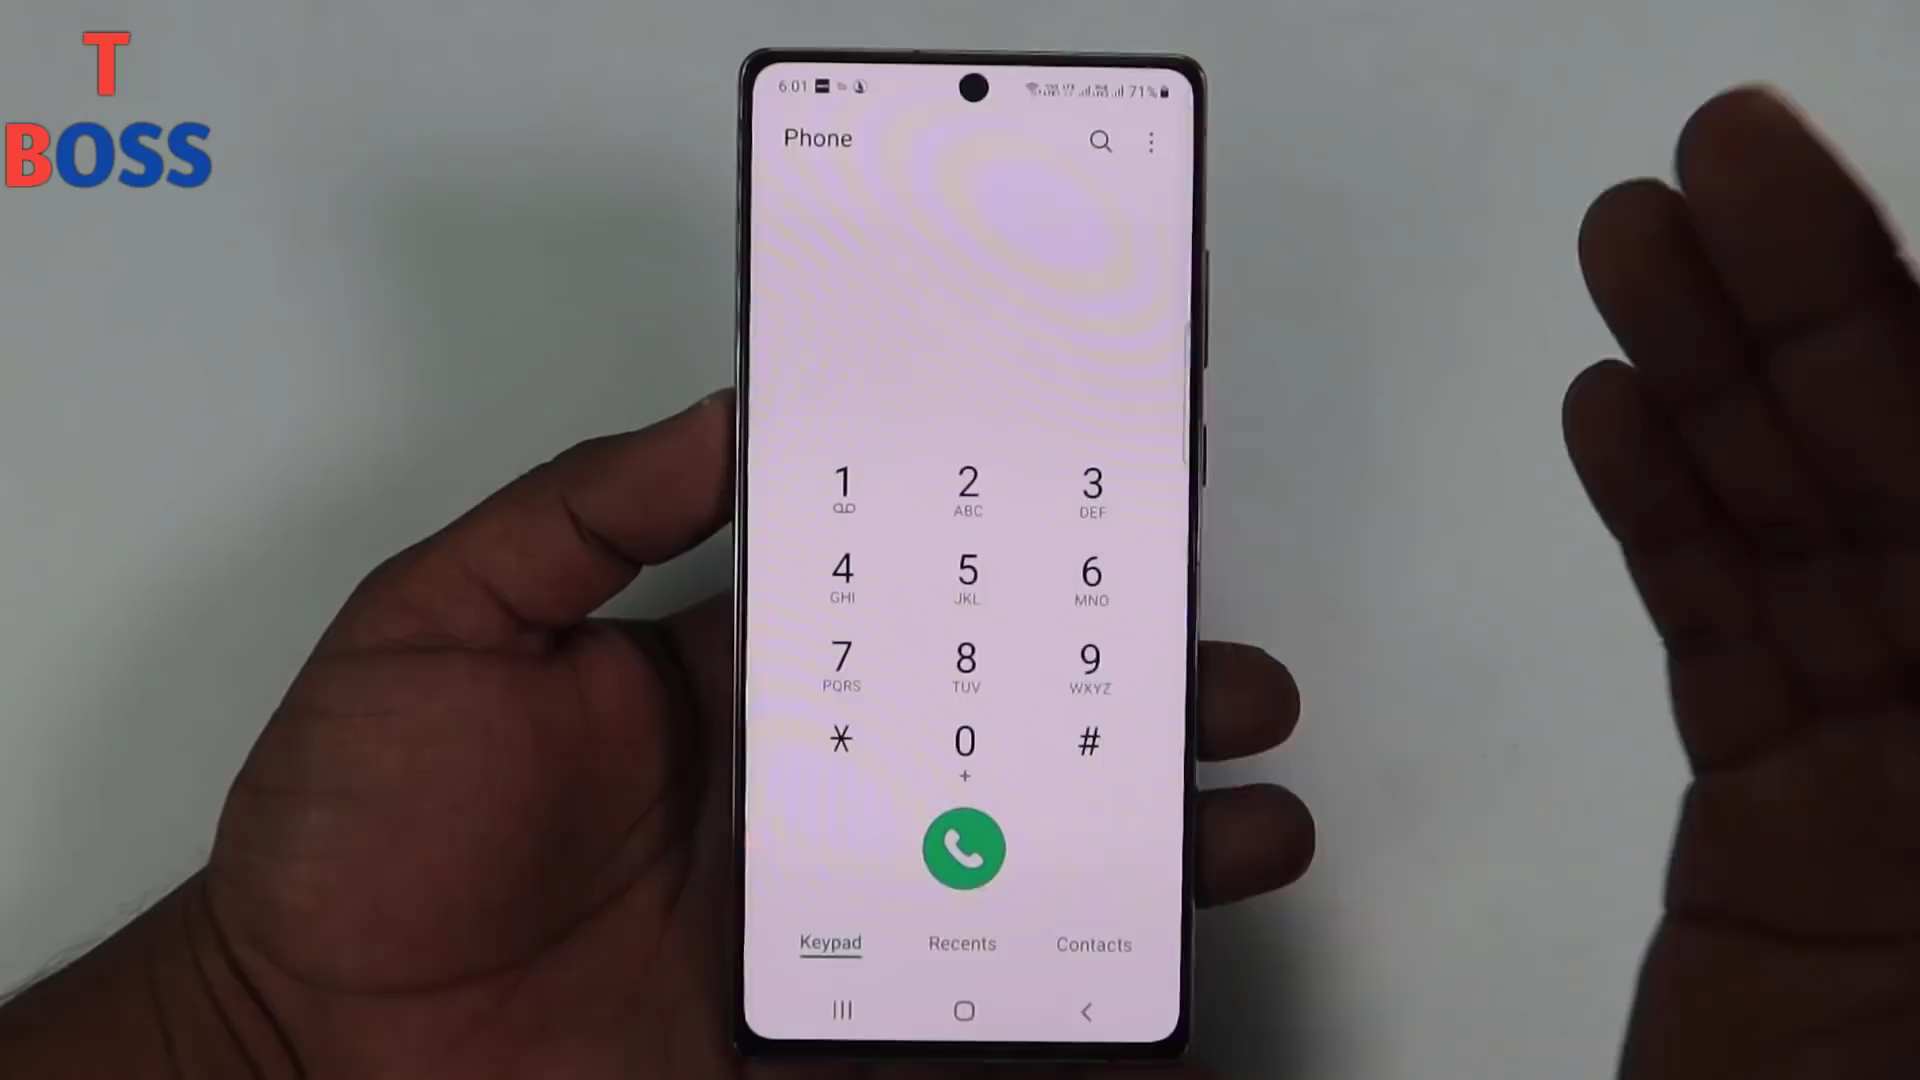 T
BOSS
6:01
71%
Phone
1 2 3
ABC DEF
4 5 6
GHI JKL MNO
7 8 9
PQRS TUV WXYZ
* 0 #
+
Keypad Recents Contacts